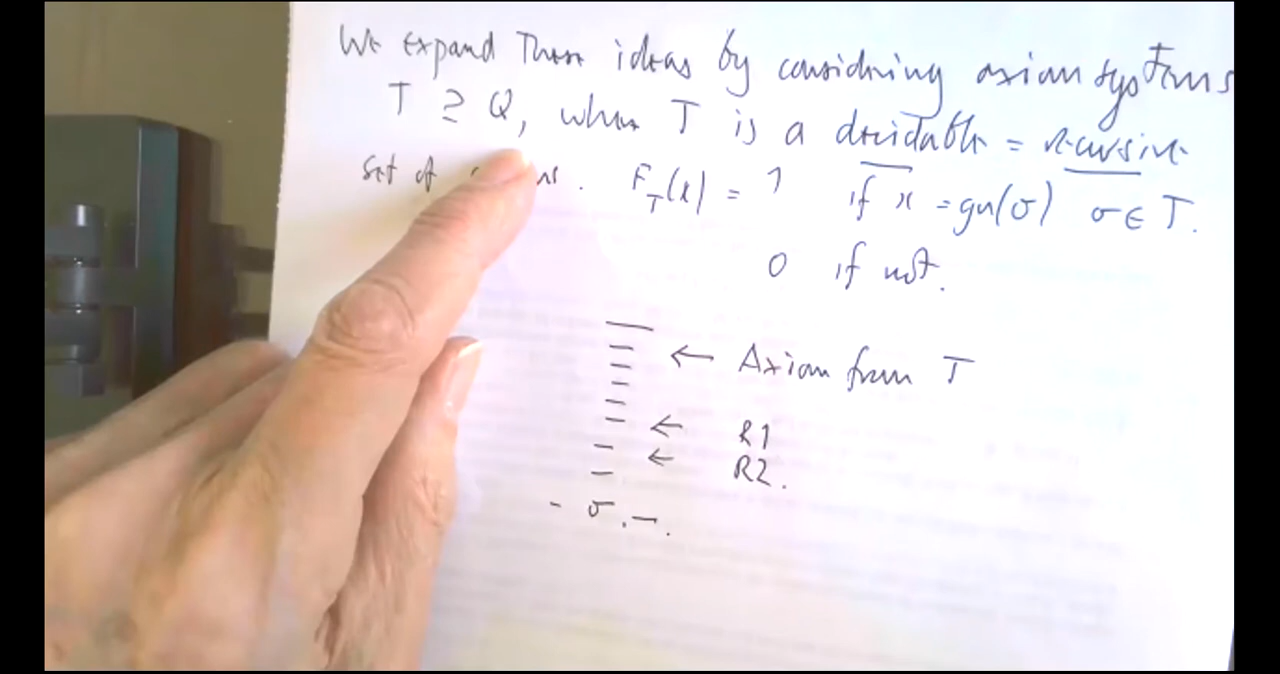 We expand these ideas by considering axiom systems
T ⊇ Q, where T is a decidable = recursive
set of . F_T(x) = 1 if x = gn(σ) σ ∈ T.
0 if not.
← Axiom from T
← R1
← R2.
- σ . - .